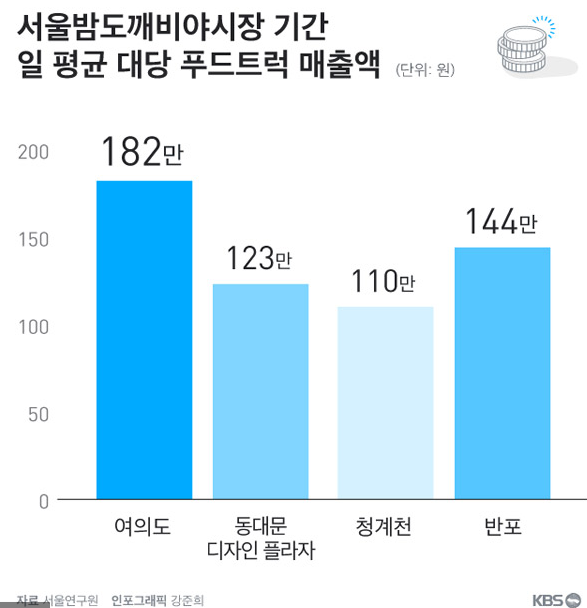 서울밤도깨비야시장 기간
일 평균 대당 푸드트럭 매출액 (단위: 원)
200
150
100
50
0
182만
123만
110만
144만
여의도
동대문
디자인 플라자
청계천
반포
자료 서울연구원 인포그래픽 강준희
KBS